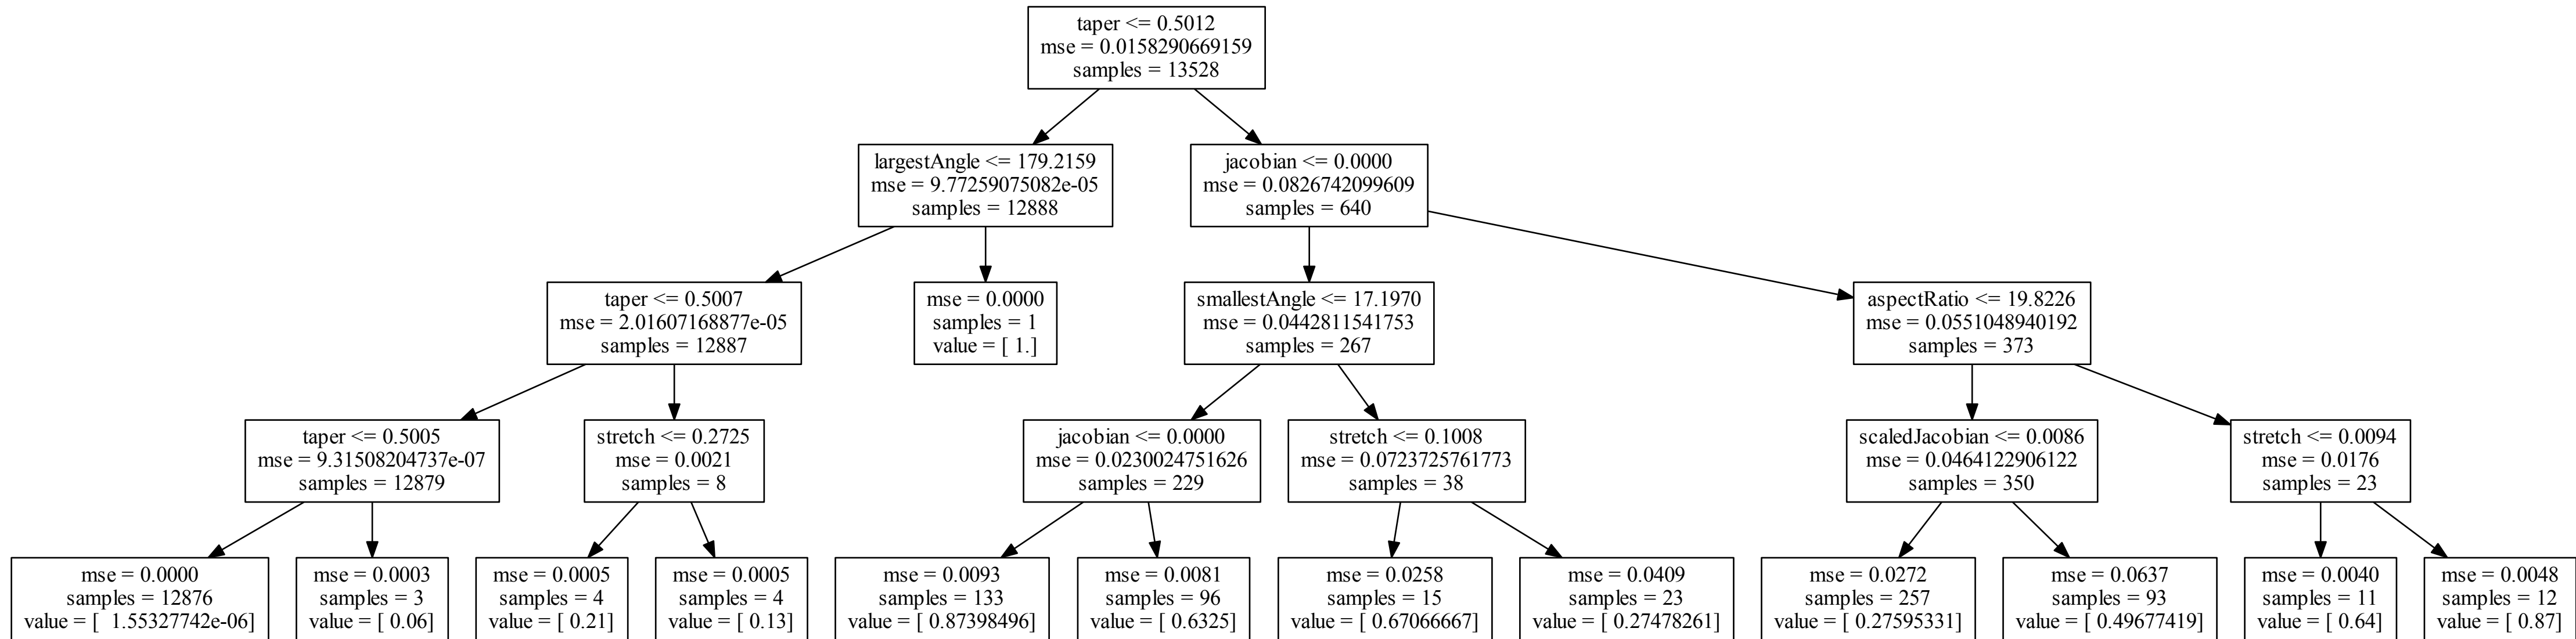 taper <= 0.5012
mse = 0.0158290669159
samples = 13528
largestAngle <= 179.2159
mse = 9.77259075082e-05
samples = 12888
jacobian <= 0.0000
mse = 0.0826742099609
samples = 640
taper <= 0.5007
mse = 2.01607168877e-05
samples = 12887
mse = 0.0000
samples = 1
value = [ 1.]
smallestAngle <= 17.1970
mse = 0.0442811541753
samples = 267
aspectRatio <= 19.8226
mse = 0.0551048940192
samples = 373
taper <= 0.5005
mse = 9.31508204737e-07
samples = 12879
stretch <= 0.2725
mse = 0.0021
samples = 8
jacobian <= 0.0000
mse = 0.0230024751626
samples = 229
stretch <= 0.1008
mse = 0.0723725761773
samples = 38
scaledJacobian <= 0.0086
mse = 0.0464122906122
samples = 350
stretch <= 0.0094
mse = 0.0176
samples = 23
mse = 0.0000
samples = 12876
value = [  1.55327742e-06]
mse = 0.0003
samples = 3
value = [ 0.06]
mse = 0.0005
samples = 4
value = [ 0.21]
mse = 0.0005
samples = 4
value = [ 0.13]
mse = 0.0093
samples = 133
value = [ 0.87398496]
mse = 0.0081
samples = 96
value = [ 0.6325]
mse = 0.0258
samples = 15
value = [ 0.67066667]
mse = 0.0409
samples = 23
value = [ 0.27478261]
mse = 0.0272
samples = 257
value = [ 0.27595331]
mse = 0.0637
samples = 93
value = [ 0.49677419]
mse = 0.0040
samples = 11
value = [ 0.64]
mse = 0.0048
samples = 12
value = [ 0.87]